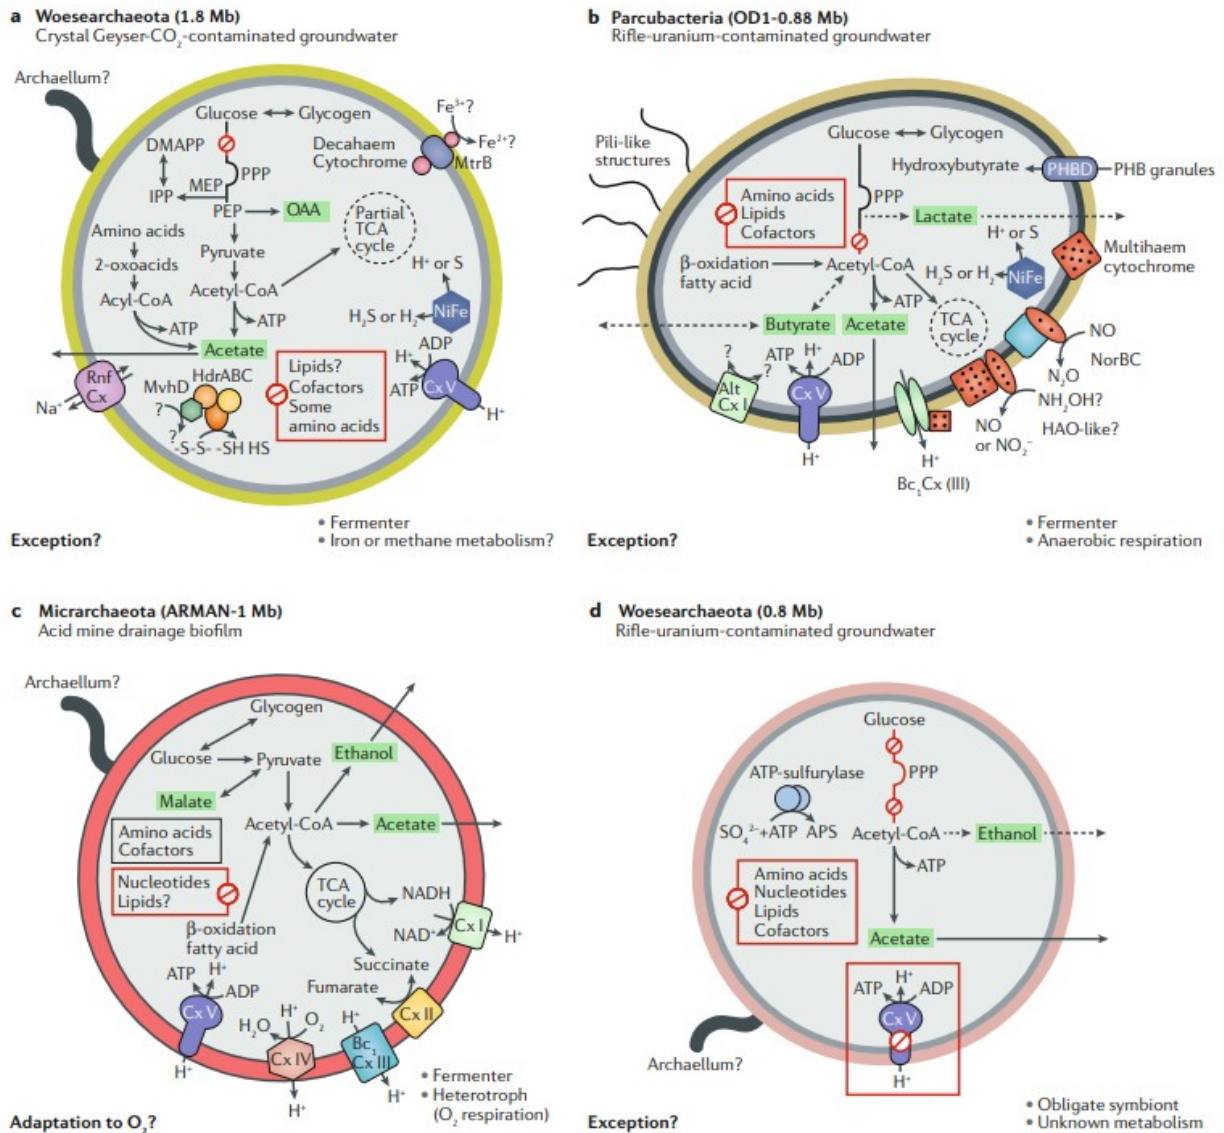 a Woesearchaeota (1.8 Mb)
Crystal Geyser-CO₂-contaminated groundwater
Archaellum?
Glucose
Glycogen
Fe³⁺?
Fe²⁺?
DMAPP
Decahaem
Cytochrome
MtrB
MEP
PPP
IPP
PEP
OAA
Partial
TCA
cycle
Amino acids
2-oxoacids
Acyl-CoA
Pyruvate
Acetyl-CoA
H⁺ or S
H₂S or H₂
NiFe
ATP
ATP
Acetate
ADP
H⁺
ATP
Cx V
H⁺
Rnf
Cx
Na⁺
MvhD
HdrABC
?
?
-S-S-
-SH HS
Lipids?
Cofactors
Some
amino acids
Exception?
• Fermenter
• Iron or methane metabolism?
b Parcubacteria (OD1-0.88 Mb)
Rifle-uranium-contaminated groundwater
Pili-like
structures
Glucose
Glycogen
Hydroxybutyrate
PHBD
PHB granules
Amino acids
Lipids
Cofactors
PPP
Lactate
H⁺ or S
Multihaem
cytochrome
β-oxidation
fatty acid
Acetyl-CoA
H₂S or H₂
NiFe
ATP
Butyrate
Acetate
TCA
cycle
NO
NorBC
N₂O
NH₂OH?
NO
or NO₂⁻
HAO-like?
?
?
Alt
Cx I
ATP
H⁺
ADP
Cx V
H⁺
H⁺
Bc₁Cx (III)
Exception?
• Fermenter
• Anaerobic respiration
c Micrarchaeota (ARMAN-1 Mb)
Acid mine drainage biofilm
Archaellum?
Glycogen
Glucose
Pyruvate
Ethanol
Malate
Acetyl-CoA
Acetate
Amino acids
Cofactors
Nucleotides
Lipids?
TCA
cycle
NADH
NAD⁺
Cx I
H⁺
β-oxidation
fatty acid
Succinate
Fumarate
Cx II
ATP
H⁺
ADP
Cx V
H⁺
H₂O
H⁺
O₂
Cx IV
H⁺
H⁺
Bc₁
Cx III
H⁺
Adaptation to O₂?
• Fermenter
• Heterotroph
(O₂ respiration)
d Woesearchaeota (0.8 Mb)
Rifle-uranium-contaminated groundwater
Glucose
PPP
ATP-sulfurylase
SO₄²⁻+ATP APS
Acetyl-CoA
Ethanol
ATP
Amino acids
Nucleotides
Lipids
Cofactors
Acetate
H⁺
ATP
ADP
Cx V
H⁺
Archaellum?
Exception?
• Obligate symbiont
• Unknown metabolism